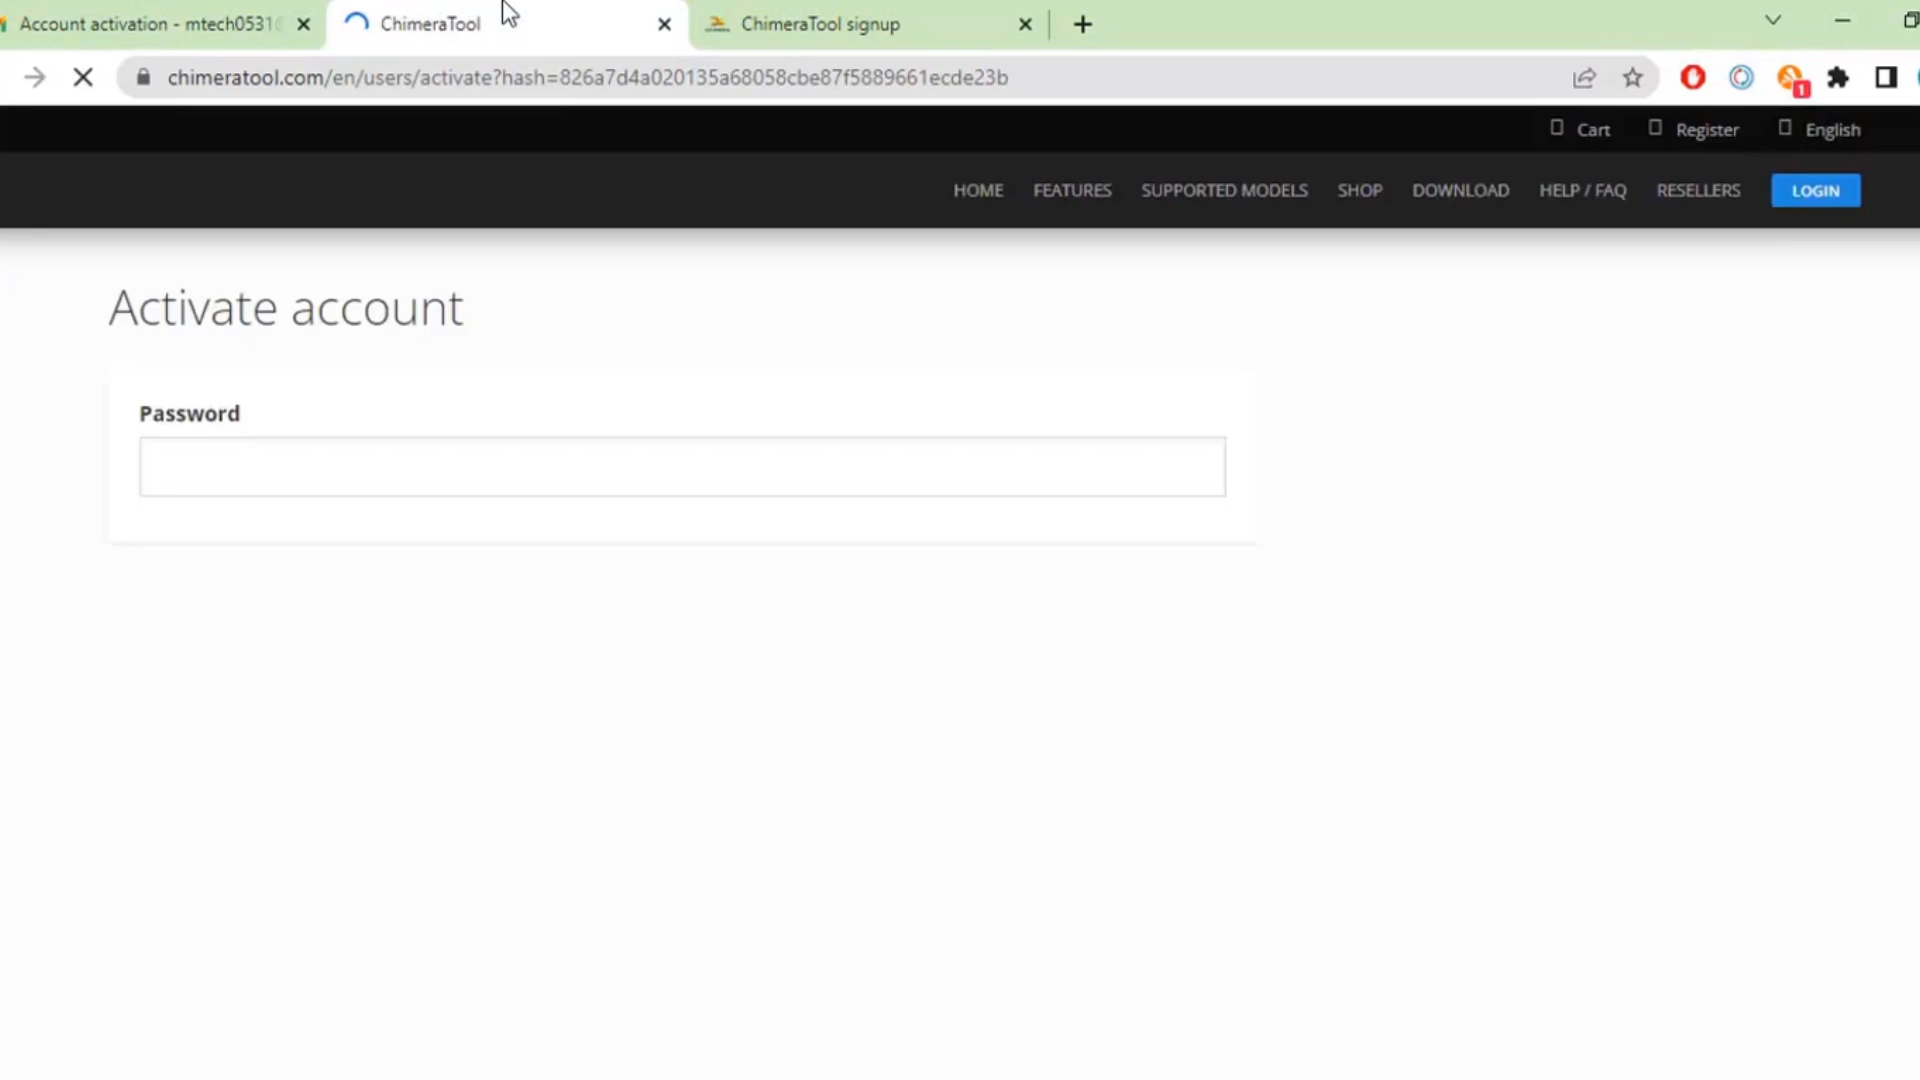 Account activation - mtech0531
ChimeraTool
ChimeraTool signup
chimeratool.com/en/users/activate?hash=826a7d4a020135a68058cbe87f5889661ecde23b
1
Cart
Register
English
HOME
FEATURES
SUPPORTED MODELS
SHOP
DOWNLOAD
HELP / FAQ
RESELLERS
LOGIN
Activate account
Password